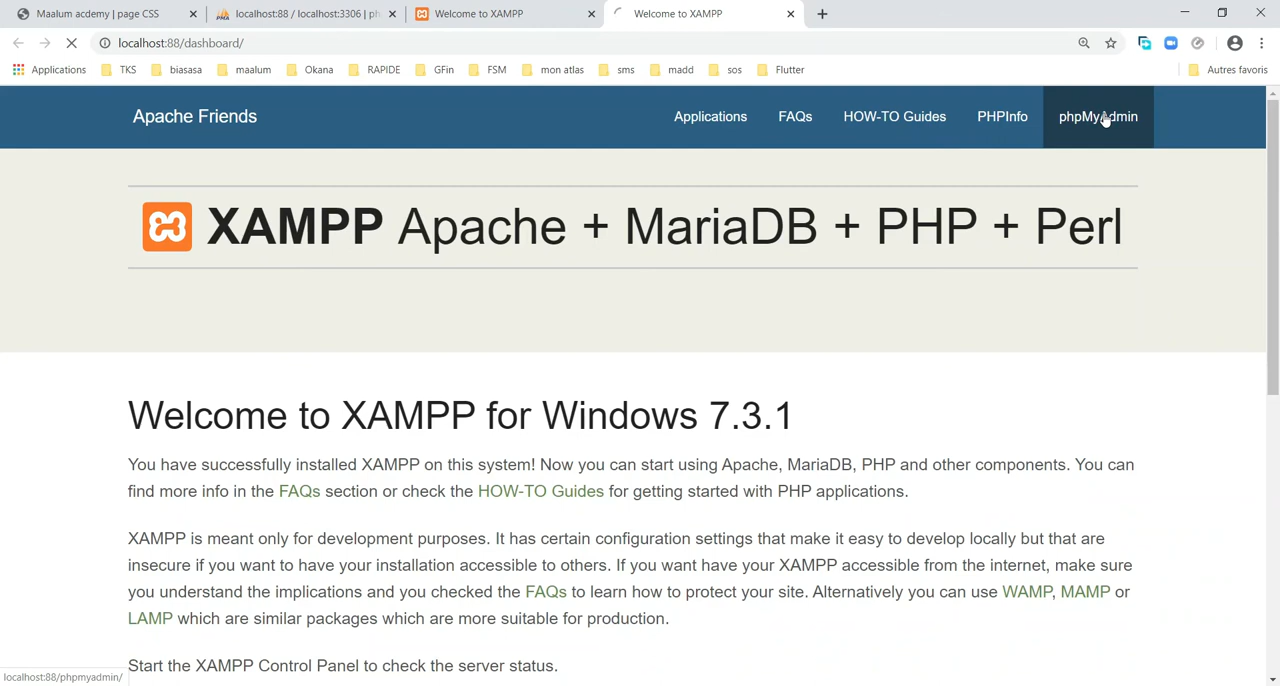 Maalum acdemy | page CSS
localhost:88 / localhost:3306 | ph
Welcome to XAMPP
Welcome to XAMPP
localhost:88/dashboard/
Applications
TKS
biasasa
maalum
Okana
RAPIDE
GFin
FSM
mon atlas
sms
madd
sos
Flutter
Autres favoris
Apache Friends
Applications
FAQs
HOW-TO Guides
PHPInfo
phpMyAdmin
XAMPP Apache + MariaDB + PHP + Perl
Welcome to XAMPP for Windows 7.3.1
You have successfully installed XAMPP on this system! Now you can start using Apache, MariaDB, PHP and other components. You can
find more info in the FAQs section or check the HOW-TO Guides for getting started with PHP applications.
XAMPP is meant only for development purposes. It has certain configuration settings that make it easy to develop locally but that are
insecure if you want to have your installation accessible to others. If you want have your XAMPP accessible from the internet, make sure
you understand the implications and you checked the FAQs to learn how to protect your site. Alternatively you can use WAMP, MAMP or
LAMP which are similar packages which are more suitable for production.
Start the XAMPP Control Panel to check the server status.
localhost:88/phpmyadmin/